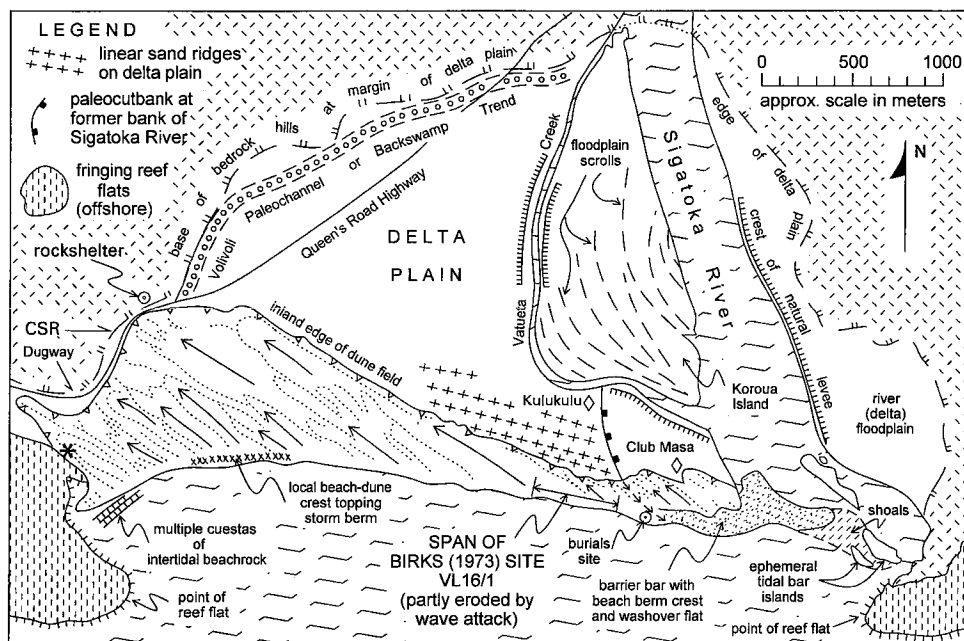 LEGEND
linear sand ridges
on delta plain
paleocutbank at
former bank of
Sigatoka River
fringing reef
flats
(offshore)
rockshelter
CSR
Dugway
base of bedrock hills at margin of delta plain
Volivoli Paleochannel or Backswamp Trend
Queen's Road Highway
DELTA
PLAIN
Vatueta Creek
floodplain
scrolls
Sigatoka River
0 500 1000
approx. scale in meters
N
edge of delta plain
crest of natural levee
river
(delta)
floodplain
Koroua
Island
inland edge of dune field
Kulukulu
Club Masa
local beach-dune
crest topping
storm berm
multiple cuestas
of
intertidal beachrock
point of
reef flat
SPAN OF
BIRKS (1973) SITE
VL16/1
(partly eroded by
wave attack)
burials
site
barrier bar with
beach berm crest
and washover flat
shoals
ephemeral
tidal bar
islands
point of reef flat